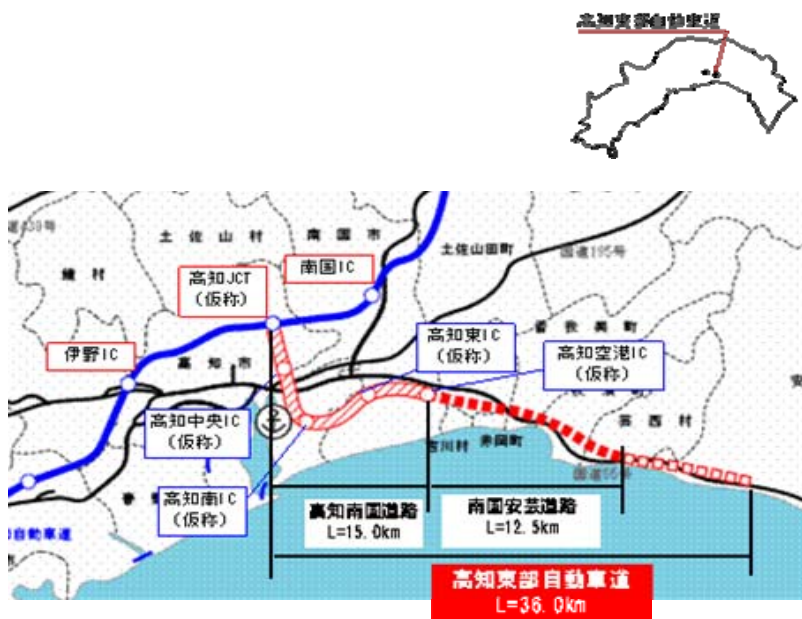 高知東部自動車道
土佐山村
南国市
土佐山田町
国道195号
鏡村
高知JCT
(仮称)
南国IC
香我美町
高知東IC
(仮称)
高知空港IC
(仮称)
伊野IC
高知市
芸西村
高知中央IC
(仮称)
吉川村
赤岡町
国道55号
高知南IC
(仮称)
高知南国道路
L=15.0km
南国安芸道路
L=12.5km
自動車道
高知東部自動車道
L=36.0km